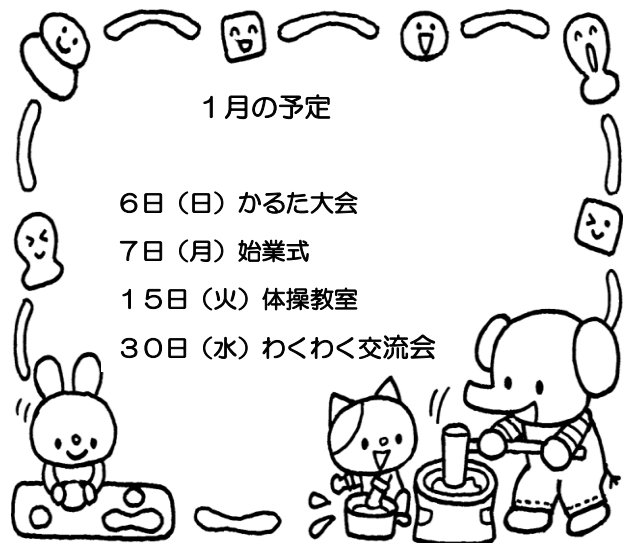 １月の予定
６日（日）かるた大会
７日（月）始業式
１５日（火）体操教室
３０日（水）わくわく交流会